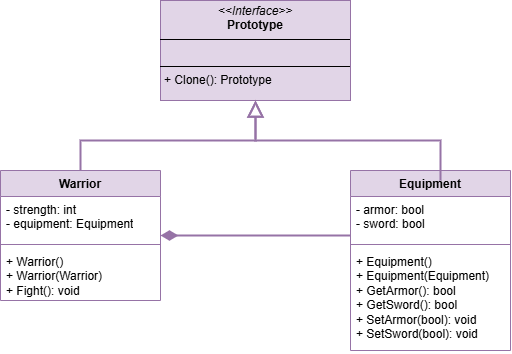 <<Interface>>
Prototype
+ Clone(): Prototype
Warrior
- strength: int
- equipment: Equipment
+ Warrior()
+ Warrior(Warrior)
+ Fight(): void
Equipment
- armor: bool
- sword: bool
+ Equipment()
+ Equipment(Equipment)
+ GetArmor(): bool
+ GetSword(): bool
+ SetArmor(bool): void
+ SetSword(bool): void